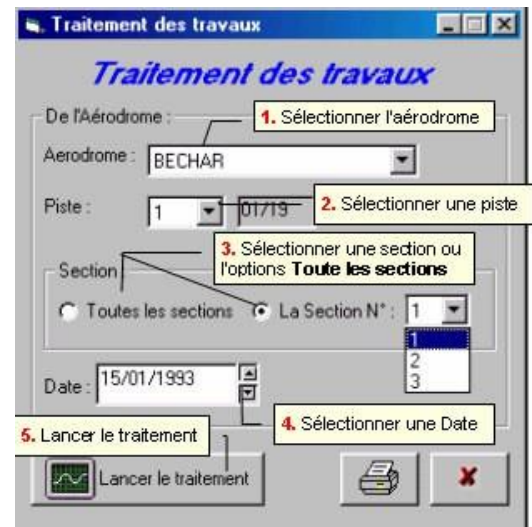 Traitement des travaux
Traitement des travaux
De l'Aérodrome :
1. Sélectionner l'aérodrome
Aerodrome : BECHAR
Piste : 1 01/19
2. Sélectionner une piste
3. Sélectionner une section ou
l'options Toute les sections
Section
Toutes les sections La Section N° : 1
1
2
3
Date : 15/01/1993
4. Sélectionner une Date
5. Lancer le traitement
Lancer le traitement